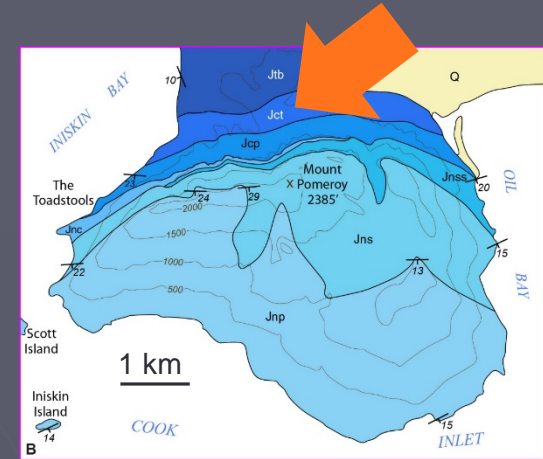 Jtb
Q
10
INISKIN BAY
Jct
Jcp
23
The
Toadstools
Mount
Pomeroy
2385'
Jnss
20
OIL
BAY
24
29
2000
Jnc
1500
Jns
15
22
1000
13
500
Jnp
Scott
Island
1 km
Iniskin
Island
14
COOK
15
INLET
B